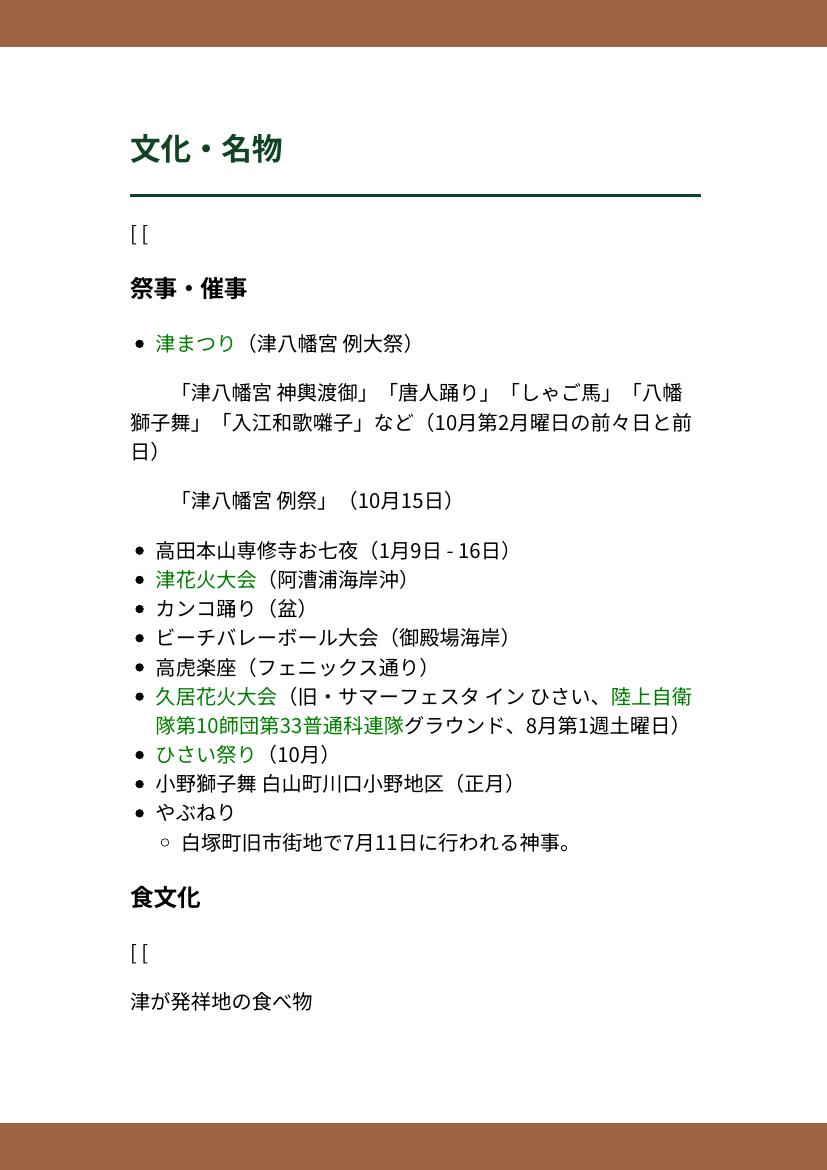 文化・名物
[ [
祭事・催事
津まつり（津八幡宮 例大祭）
「津八幡宮 神輿渡御」「唐人踊り」「しゃご馬」「八幡
獅子舞」「入江和歌囃子」など（10月第2月曜日の前々日と前
日）
「津八幡宮 例祭」（10月15日）
高田本山専修寺お七夜（1月9日 - 16日）
津花火大会（阿漕浦海岸沖）
カンコ踊り（盆）
ビーチバレーボール大会（御殿場海岸）
高虎楽座（フェニックス通り）
久居花火大会（旧・サマーフェスタ イン ひさい、陸上自衛
隊第10師団第33普通科連隊グラウンド、8月第1週土曜日）
ひさい祭り（10月）
小野獅子舞 白山町川口小野地区（正月）
やぶねり
白塚町旧市街地で7月11日に行われる神事。
食文化
[ [
津が発祥地の食べ物